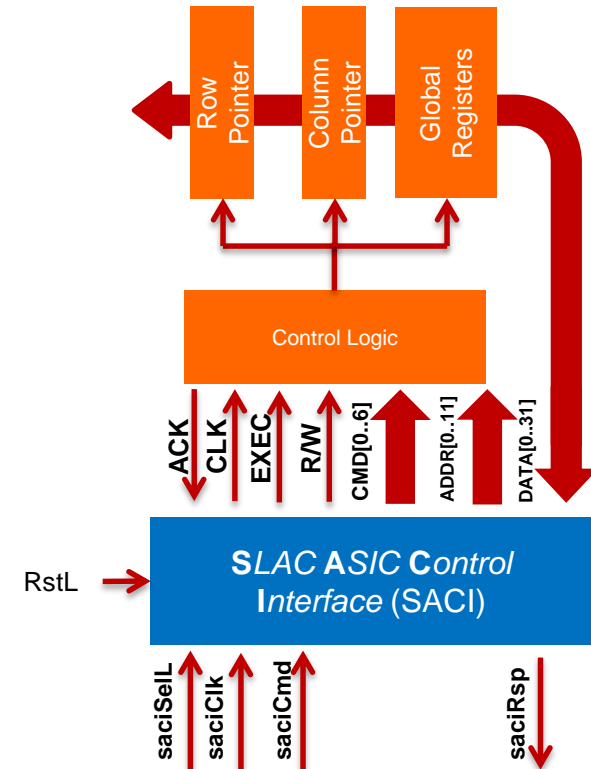 Row
Pointer
Column
Pointer
Global
Registers
Control Logic
ACK
CLK
EXEC
R/W
CMD[0..6]
ADDR[0..11]
DATA[0..31]
RstL
SLAC ASIC Control
Interface (SACI)
saciSelL
saciClk
saciCmd
saciRsp